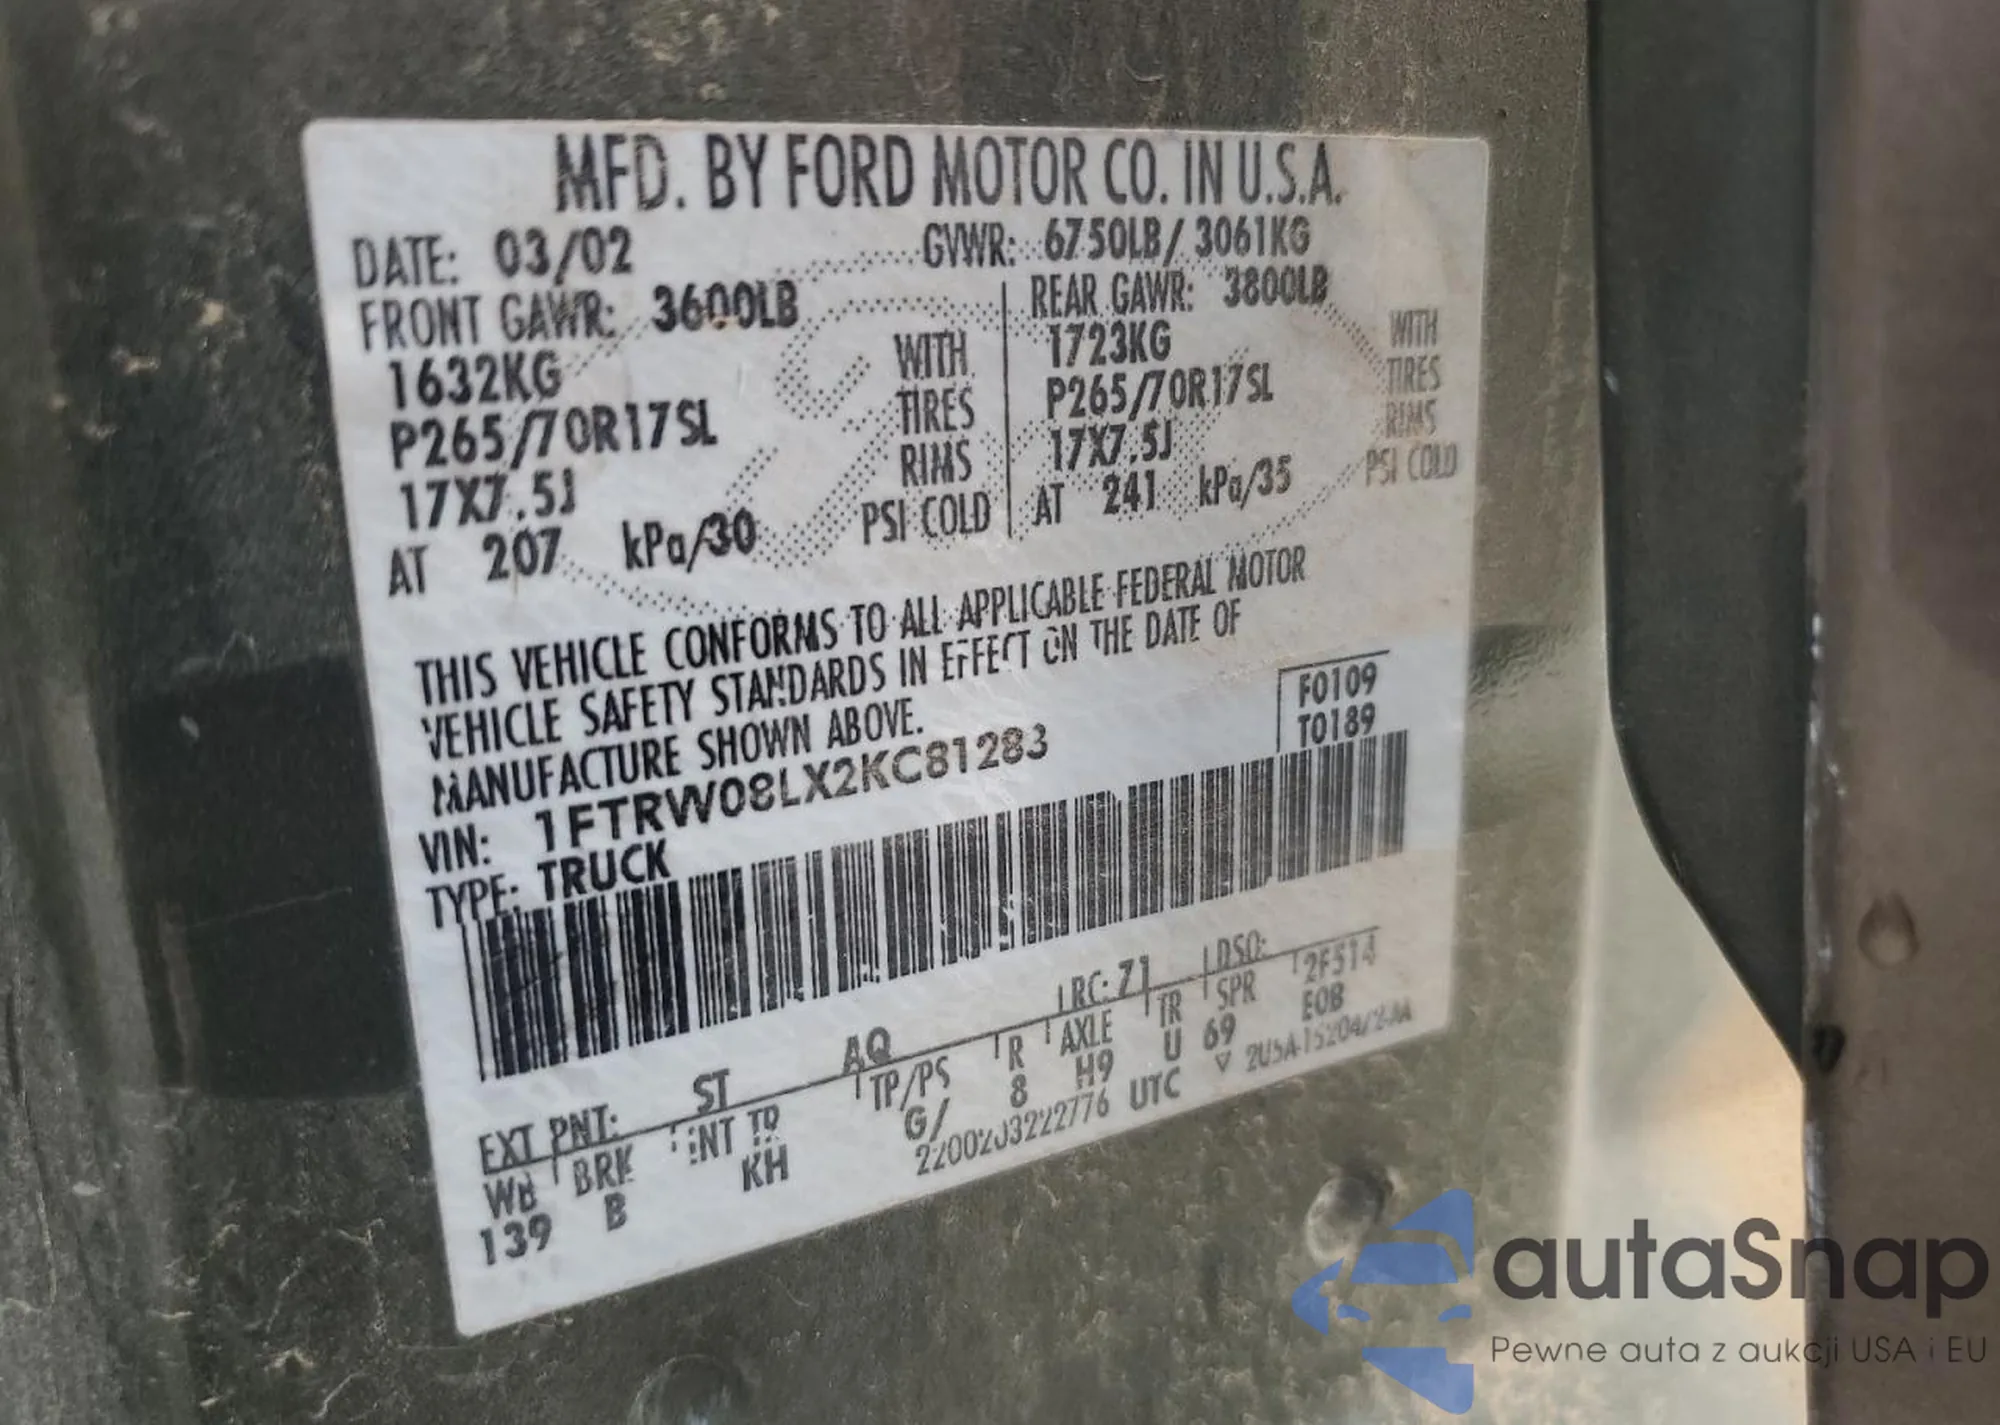 MFD. BY FORD MOTOR CO. IN U.S.A.
DATE: 03/02 GVWR: 6750LB/ 3061KG
FRONT GAWR: 3600LB REAR GAWR: 3800LB
1632KG WITH 1723KG WITH
P265/70R17SL TIRES P265/70R17SL TIRES
17X7.5J RIMS 17X7.5J RIMS
AT 207 kPa/30 PSI COLD AT 241 kPa/35 PSI COLD
THIS VEHICLE CONFORMS TO ALL APPLICABLE FEDERAL MOTOR
VEHICLE SAFETY STANDARDS IN EFFECT ON THE DATE OF
MANUFACTURE SHOWN ABOVE.
F0109
T0189
VIN: 1FTRW08LX2KC81283
TYPE: TRUCK
EXT PNT: ST AQ RC: 71 DSO: 2F514
WB BRK INT TR TP/PS R AXLE TR SPR EOB
139 B KH G/ 8 H9 U 69
UTC
autaSnap
Pewne auta z aukcji USA i EU